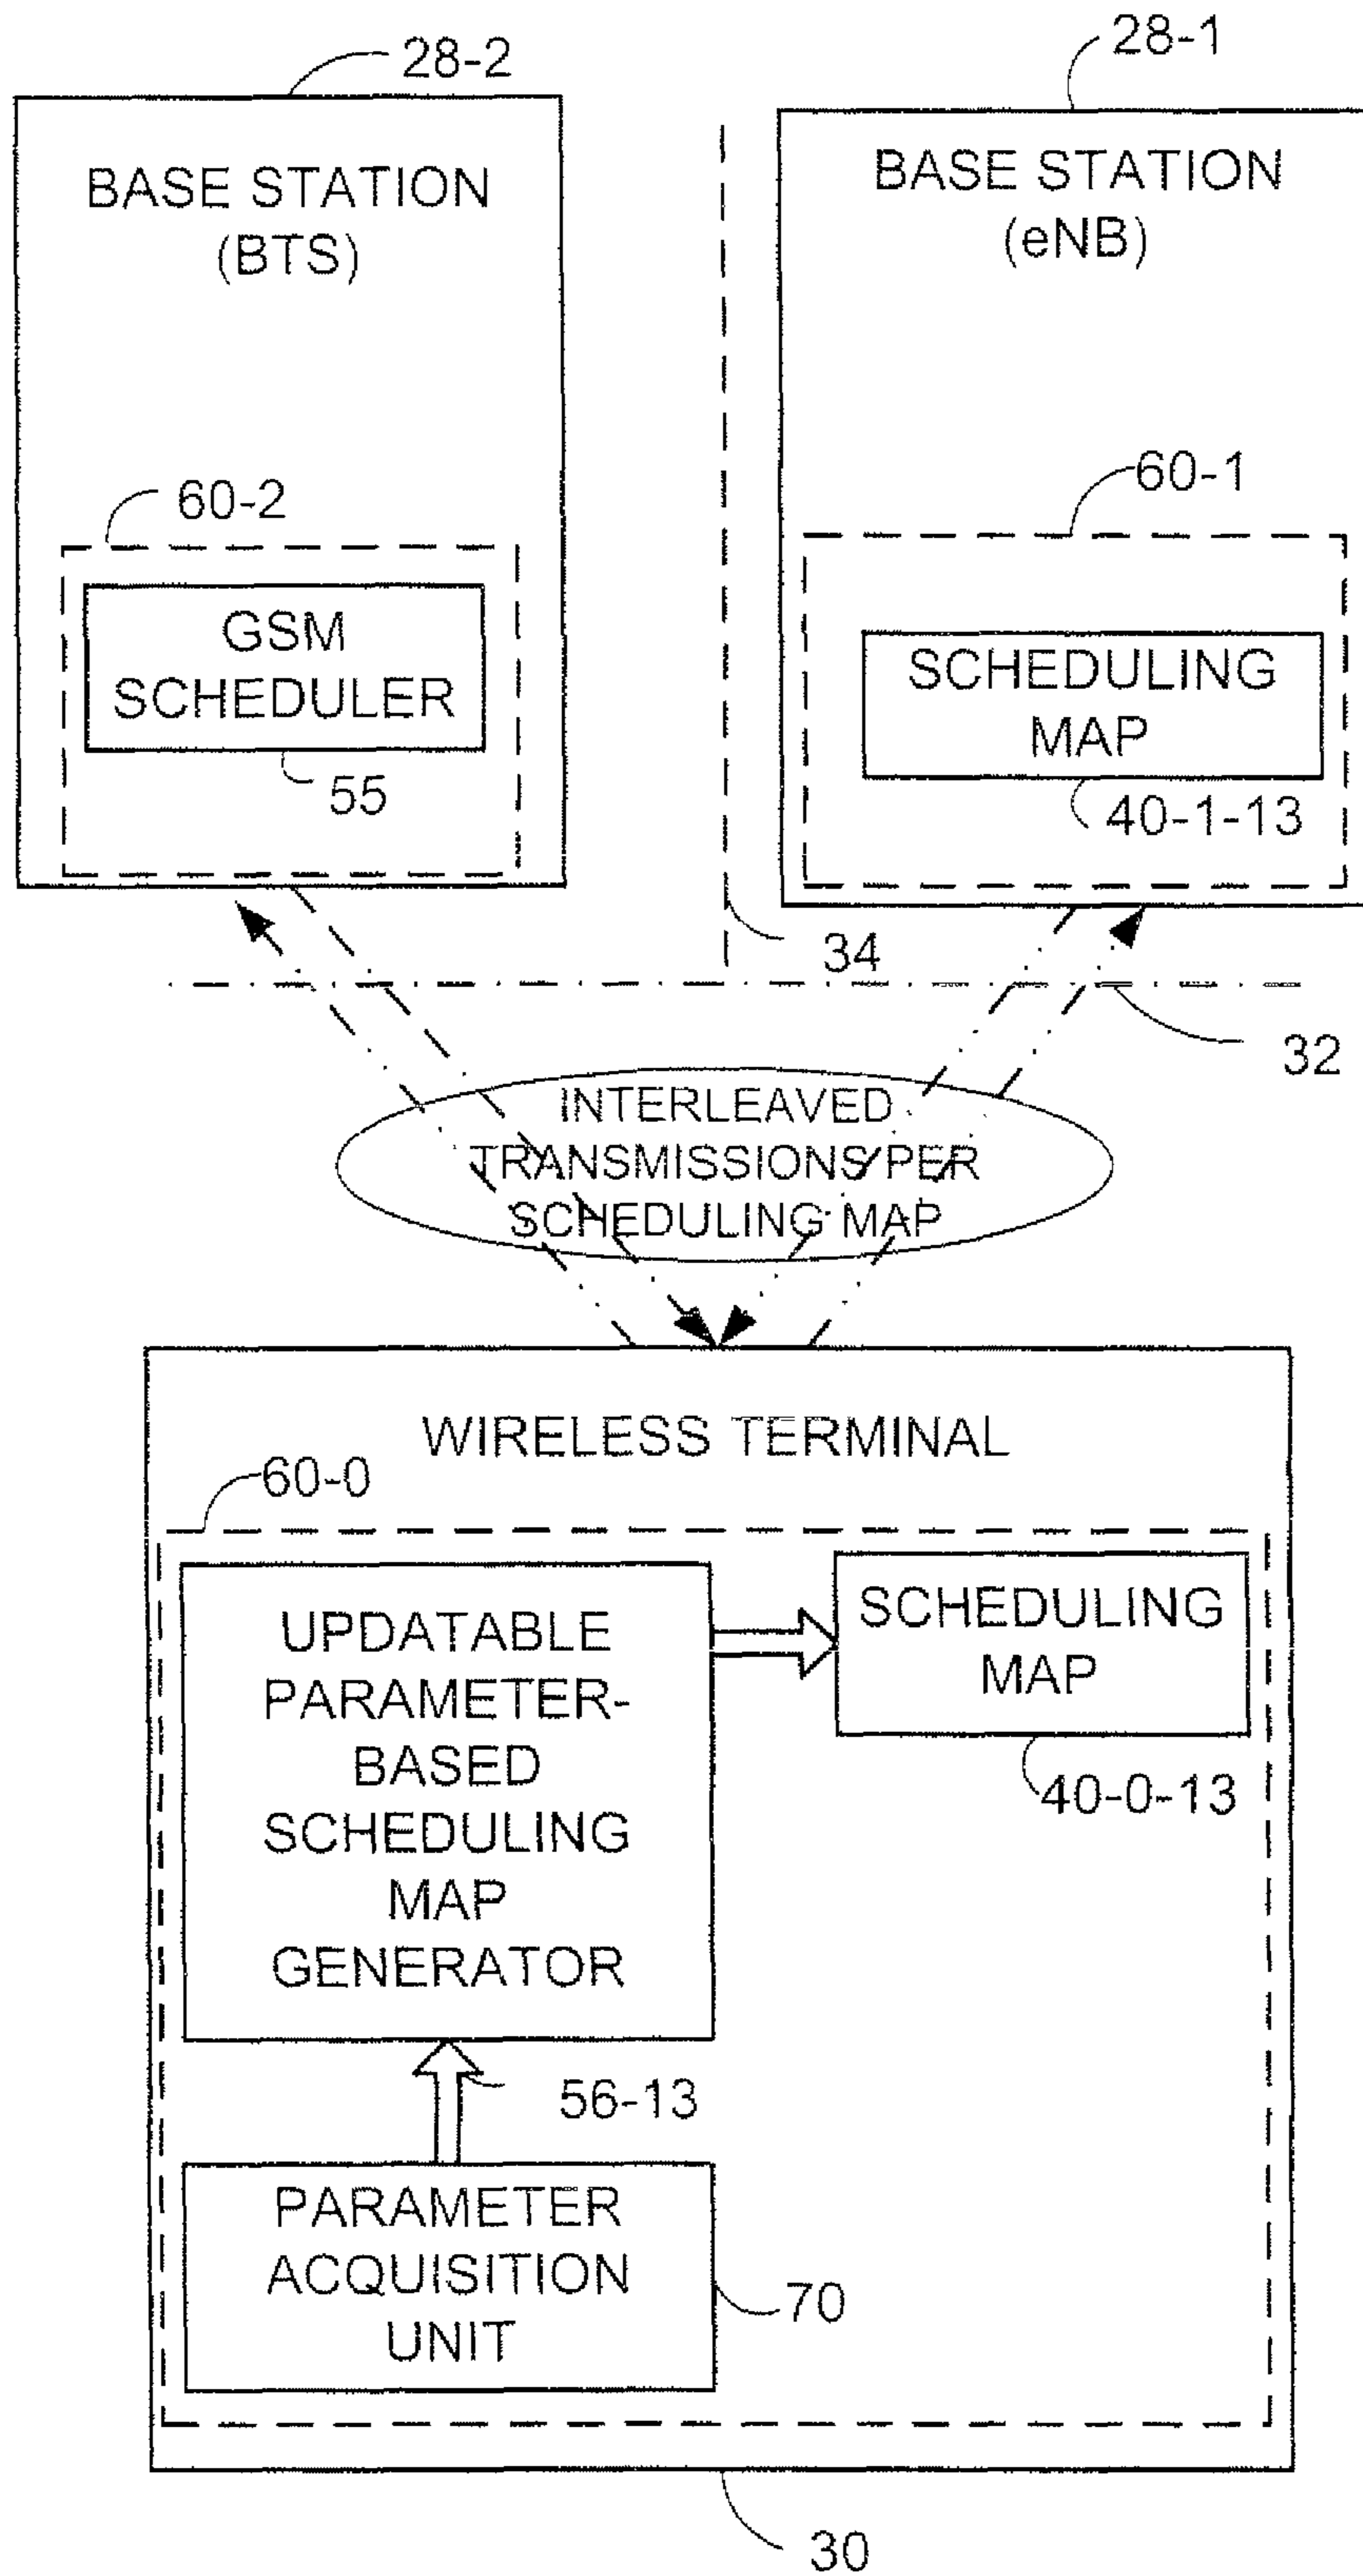 28-2
28-1
BASE STATION
(BTS)
BASE STATION
(eNB)
60-2
60-1
GSM
SCHEDULER
55
SCHEDULING
MAP
40-1-13
34
32
INTERLEAVED
TRANSMISSIONS PER
SCHEDULING MAP
WIRELESS TERMINAL
60-0
UPDATABLE
PARAMETER-
BASED
SCHEDULING
MAP
GENERATOR
SCHEDULING
MAP
40-0-13
56-13
PARAMETER
ACQUISITION
UNIT
70
30